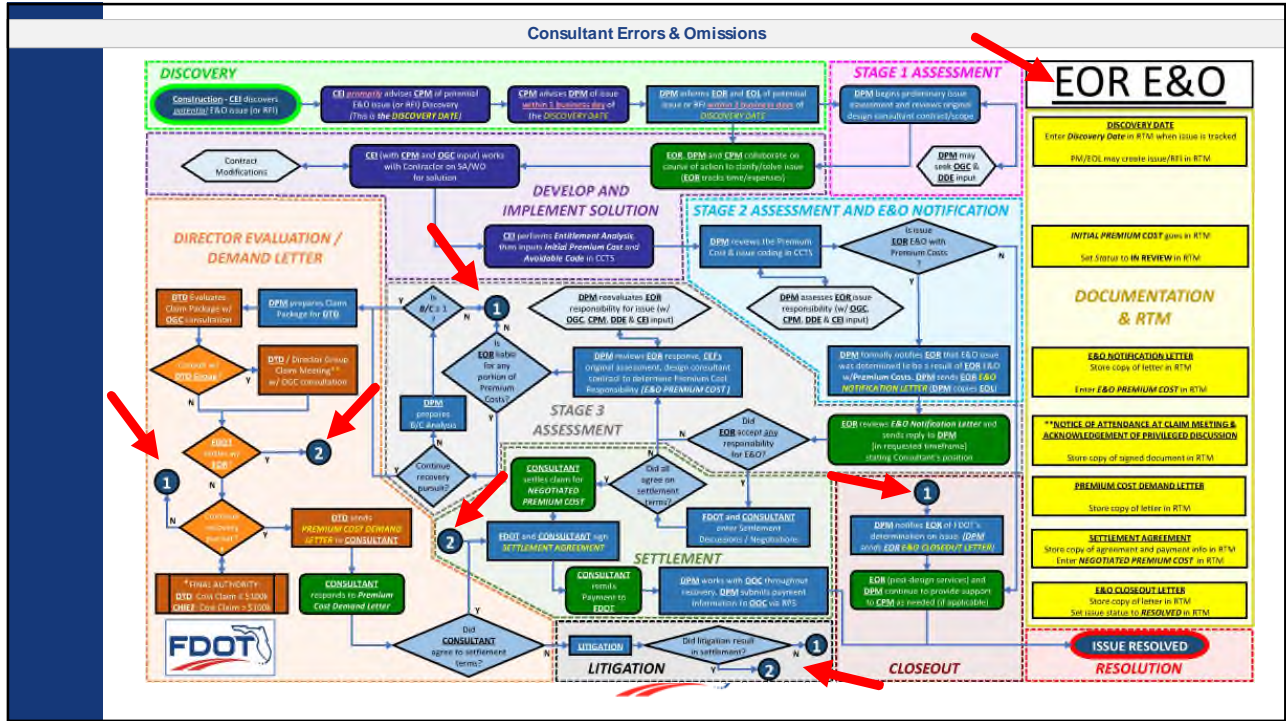 Consultant Errors & Omissions
DISCOVERY
Construction - CEI discovers
potential E&O issue (or RFI)
CEI promptly advises CPM of potential
E&O issue (or RFI) Discovery
(This is the DISCOVERY DATE)
CPM advises DPM of issue
within 1 business day of
the DISCOVERY DATE
DPM informs EOR and EOL of potential
issue or RFI within 2 business days of
DISCOVERY DATE
STAGE 1 ASSESSMENT
DPM begins preliminary issue
assessment and reviews original
design consultant contract/scope
DPM may
seek OGC &
DDE input
Contract
Modifications
CEI (with CPM and OGC input) works
with Contractor on SA/WO
for solution
EOR, DPM and CPM collaborate on
course of action to clarify/solve issue
(EOR tracks time/expenses)
DEVELOP AND
IMPLEMENT SOLUTION
CEI performs Entitlement Analysis
then inputs Initial Premium Cost and
Avoidable Code in CCTS
STAGE 2 ASSESSMENT AND E&O NOTIFICATION
DPM reviews the Premium
Cost & issue coding in CCTS
Is issue
EOR E&O with
Premium Costs
?
Y
N
DPM assesses EOR issue
responsibility (w/ OGC,
CPM, DDE & CEI input)
DPM formally notifies EOR that E&O issue
was determined to be a result of EOR E&O
w/Premium Costs. DPM sends EOR E&O
NOTIFICATION LETTER (DPM copies EOL)
EOR reviews E&O Notification Letter and
sends reply to DPM
(in requested timeframe)
stating Consultant's position
DIRECTOR EVALUATION /
DEMAND LETTER
DTD Evaluates
Claim Package w/
OGC consultation
DPM prepares Claim
Package for DTD
Consult w/
DTD Group?
Y
N
DTD / Director Group
Claim Meeting**
w/ OGC consultation
FDOT
settles w/
EOR?
Y
N
2
1
Continue
recovery
pursuit?
N
Y
DTD sends
PREMIUM COST DEMAND
LETTER to CONSULTANT
*FINAL AUTHORITY
DTD: Cost Claim ≤ $100k
CHIEF: Cost Claim > $100k
CONSULTANT
responds to Premium
Cost Demand Letter
FDOT
Did
CONSULTANT
agree to settlement
terms?
Y
N
Is
B/C ≥ 1
Y
N
1
N
Is
EOR liable
for any
portion of
Premium
Costs?
Y
DPM
prepares
B/C Analysis
Continue
recovery
pursuit?
N
Y
STAGE 3
ASSESSMENT
DPM reevaluates EOR
responsibility for issue (w/
OGC, CPM, DDE & CEI input)
DPM reviews EOR response, CEI's
original assessment, design consultant
contract to determine Premium Cost
Responsibility (E&O PREMIUM COST)
Did
EOR accept any
responsibility
for E&O?
N
Y
Did all
agree on
settlement
terms?
N
Y
CONSULTANT
settles claim for
NEGOTIATED
PREMIUM COST
FDOT and CONSULTANT
enter Settlement
Discussions / Negotiations
2
FDOT and CONSULTANT sign
SETTLEMENT AGREEMENT
SETTLEMENT
CONSULTANT
remits
Payment to
FDOT
DPM works with OOC throughout
recovery. DPM submits payment
information to OOC via RPS
LITIGATION
Did litigation result
in settlement?
N
1
Y
2
LITIGATION
1
DPM notifies EOR of FDOT's
determination on issue. (DPM
sends EOR E&O CLOSEOUT LETTER)
EOR (post-design services) and
DPM continue to provide support
to CPM as needed (if applicable)
CLOSEOUT
EOR E&O
DISCOVERY DATE
Enter Discovery Date in RTM when issue is tracked
PM/EOL may create issue/RFI in RTM
INITIAL PREMIUM COST goes in RTM
Set Status to IN REVIEW in RTM
DOCUMENTATION
& RTM
E&O NOTIFICATION LETTER
Store copy of letter in RTM
Enter E&O PREMIUM COST in RTM
**NOTICE OF ATTENDANCE AT CLAIM MEETING &
ACKNOWLEDGEMENT OF PRIVILEGED DISCUSSION
Store copy of signed document in RTM
PREMIUM COST DEMAND LETTER
Store copy of letter in RTM
SETTLEMENT AGREEMENT
Store copy of agreement and payment info in RTM
Enter NEGOTIATED PREMIUM COST in RTM
E&O CLOSEOUT LETTER
Store copy of letter in RTM
Set issue status to RESOLVED in RTM
ISSUE RESOLVED
RESOLUTION